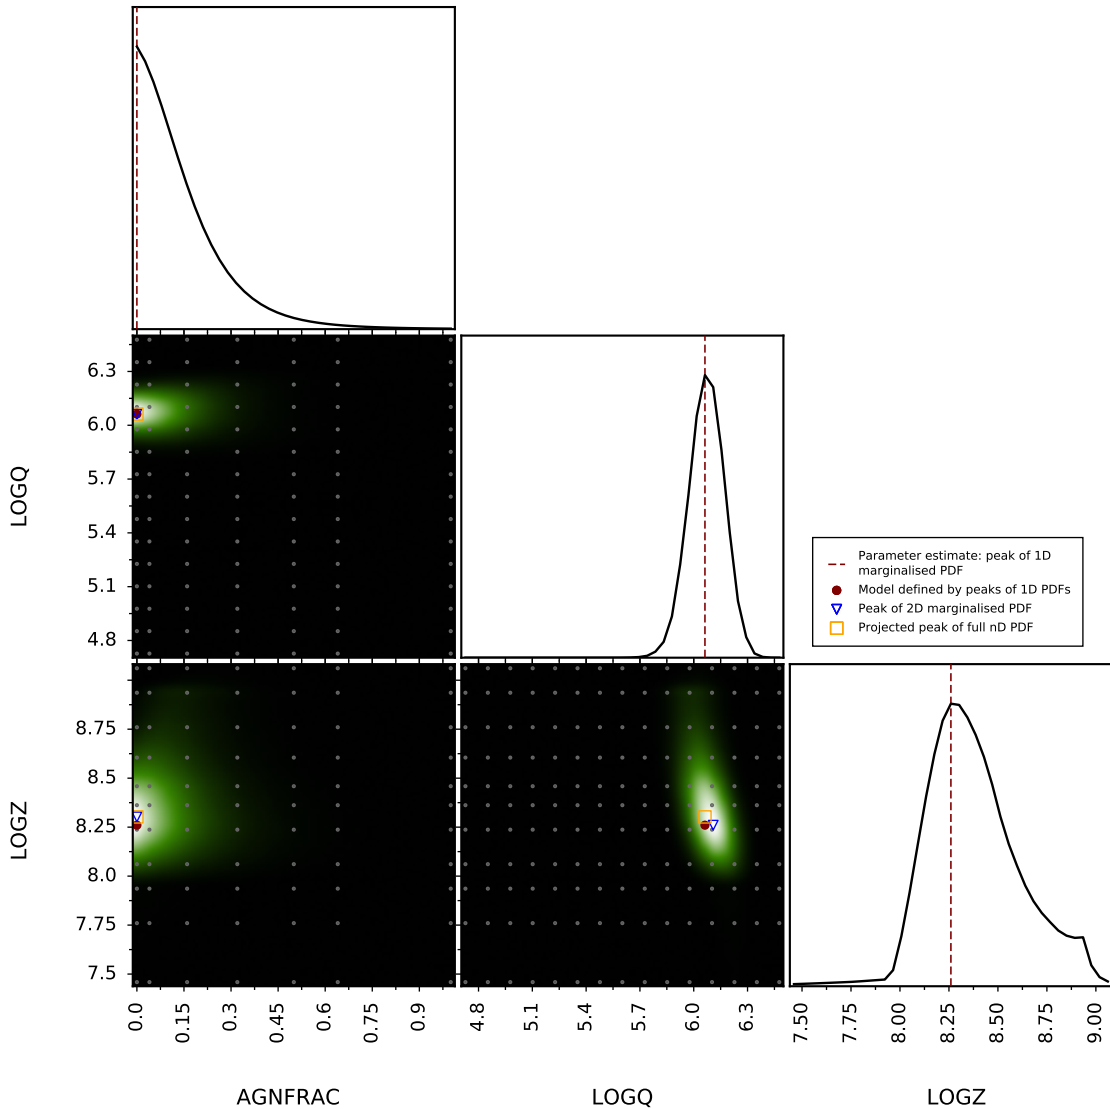 6.3
6.0
5.7
5.4
5.1
4.8
LOGQ
Parameter estimate: peak of 1D
marginalised PDF
Model defined by peaks of 1D PDFs
Peak of 2D marginalised PDF
Projected peak of full nD PDF
8.75
8.5
8.25
8.0
7.75
7.5
LOGZ
0.0 0.15 0.3 0.45 0.6 0.75 0.9
4.8 5.1 5.4 5.7 6.0 6.3
7.50 7.75 8.00 8.25 8.50 8.75 9.00
AGNFRAC
LOGQ
LOGZ